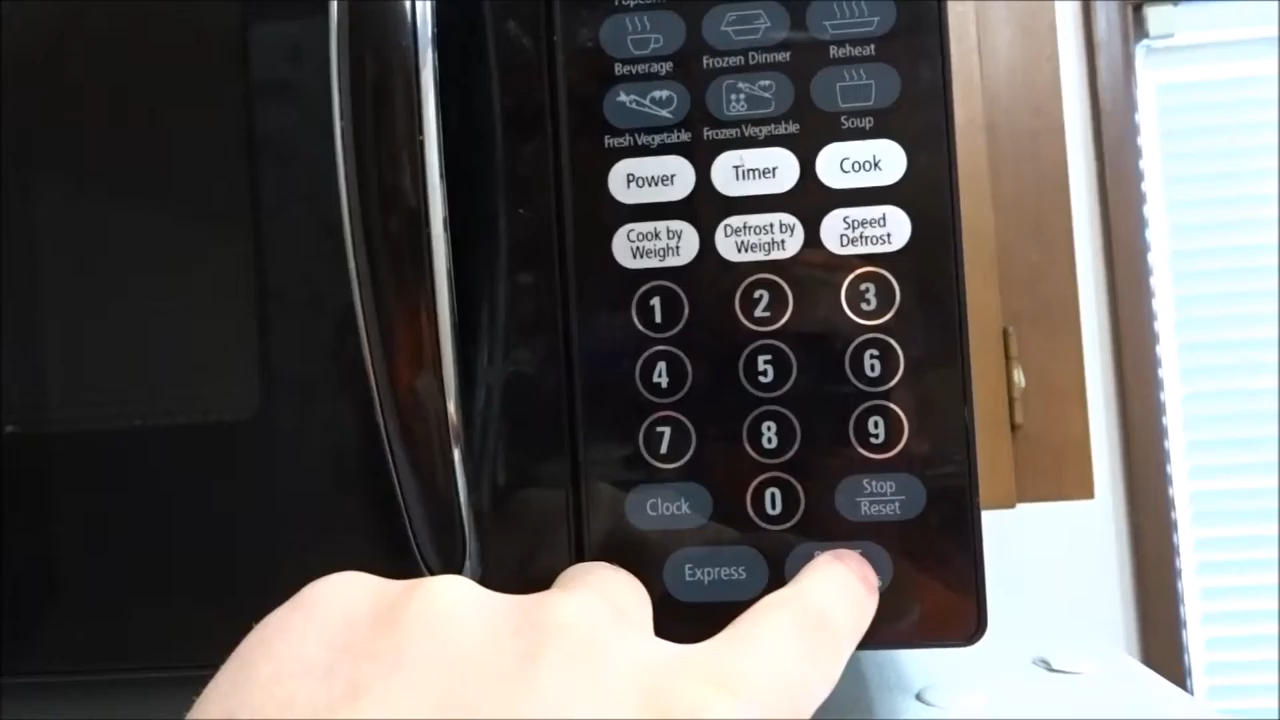 Beverage
Frozen Dinner
Reheat
Fresh Vegetable
Frozen Vegetable
Soup
Power
Timer
Cook
Cook by
Weight
Defrost by
Weight
Speed
Defrost
1
2
3
4
5
6
7
8
9
Clock
0
Stop
Reset
Express